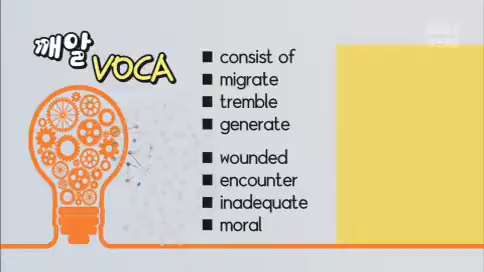 깨알
VOCA
■ consist of
■ migrate
■ tremble
■ generate
■ wounded
■ encounter
■ inadequate
■ moral